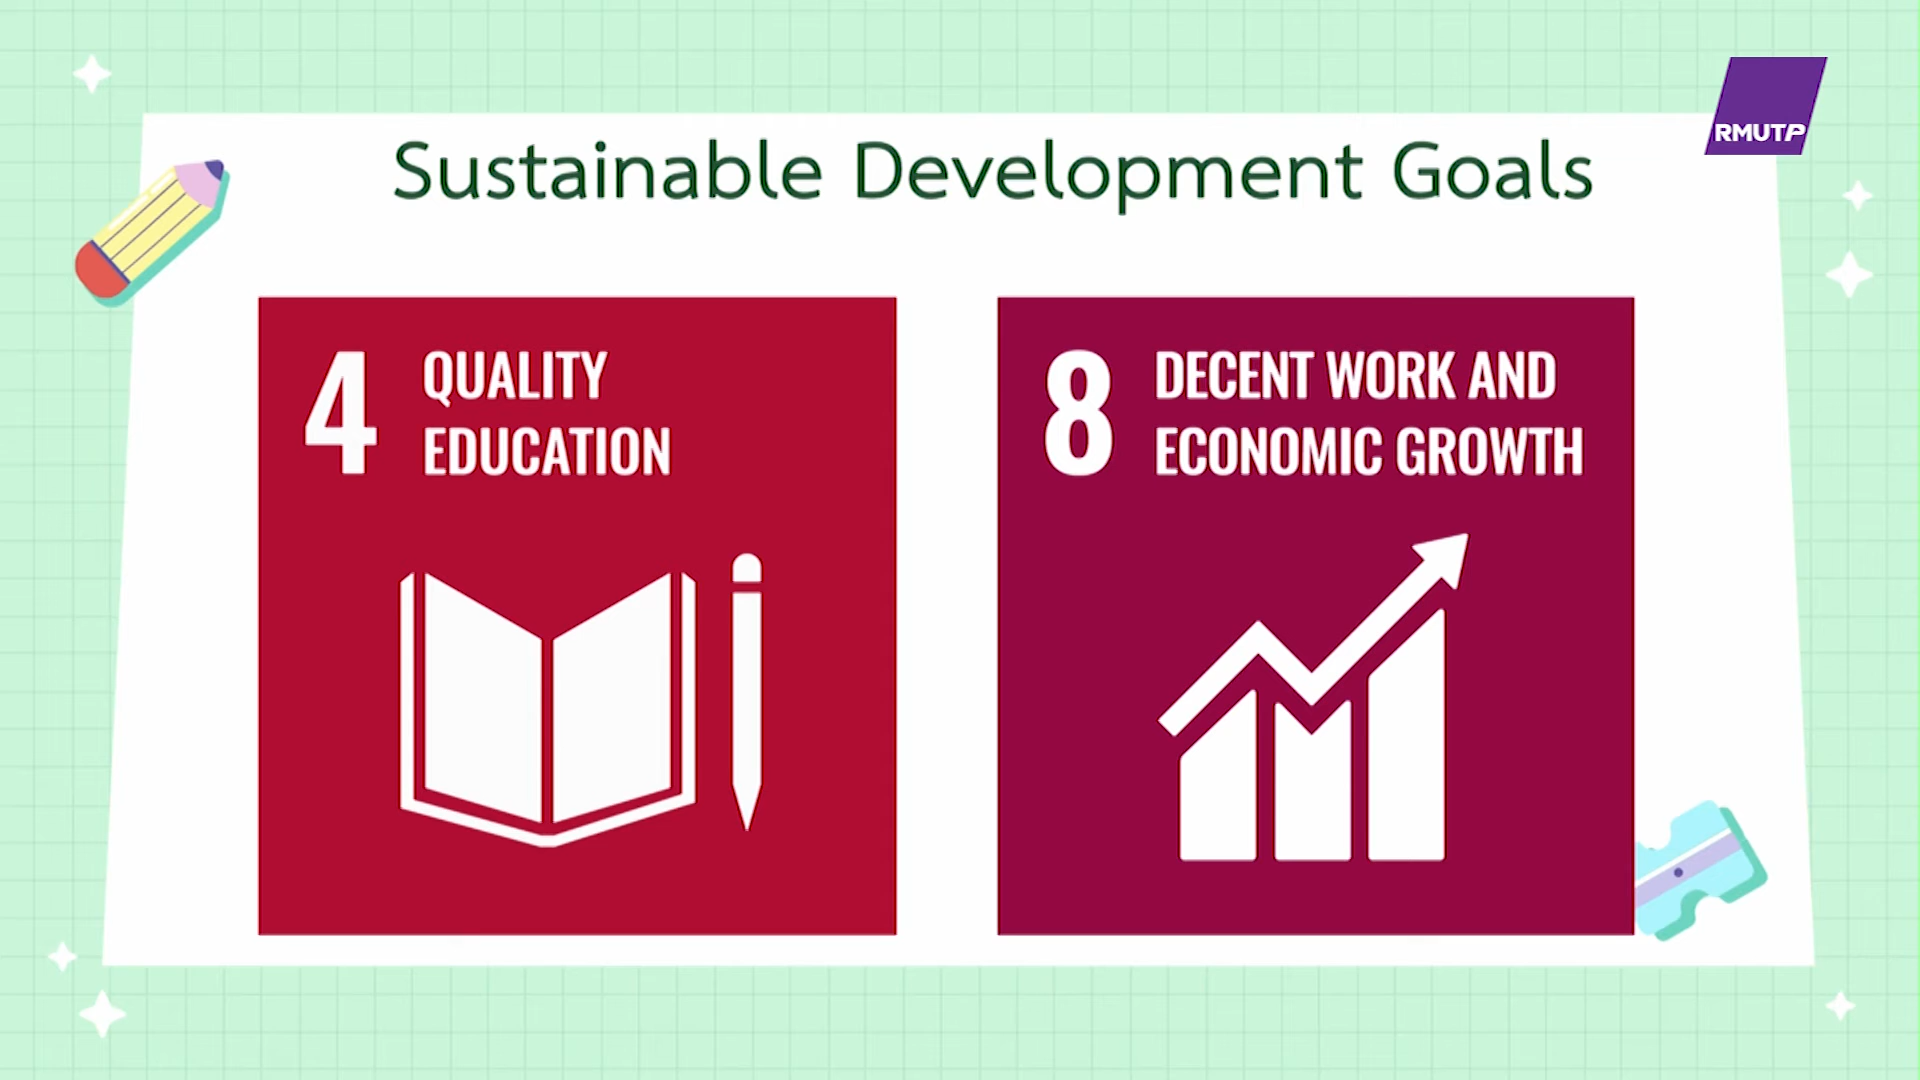 RMUTP
Sustainable Development Goals
4
QUALITY
EDUCATION
8
DECENT WORK AND
ECONOMIC GROWTH